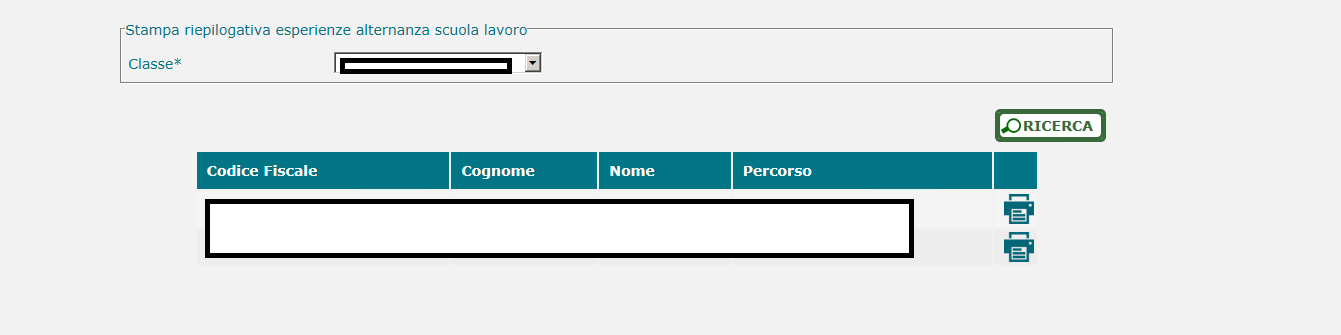 Stampa riepilogativa esperienze alternanza scuola lavoro
Classe*
RICERCA
Codice Fiscale Cognome Nome Percorso